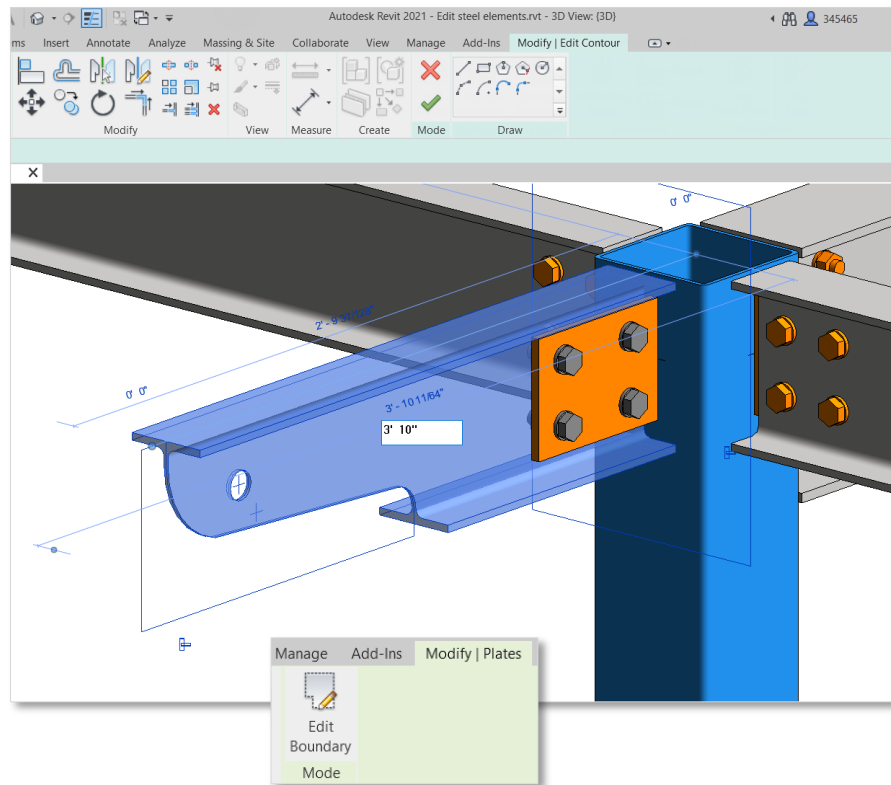 Autodesk Revit 2021 - Edit steel elements.rvt - 3D View: {3D}
345465
ms Insert Annotate Analyze Massing & Site Collaborate View Manage Add-Ins Modify | Edit Contour
Modify View Measure Create Mode Draw
X
0' 0"
0' 0"
3' - 10 11/64"
3' 10"
Manage Add-Ins Modify | Plates
Edit
Boundary
Mode